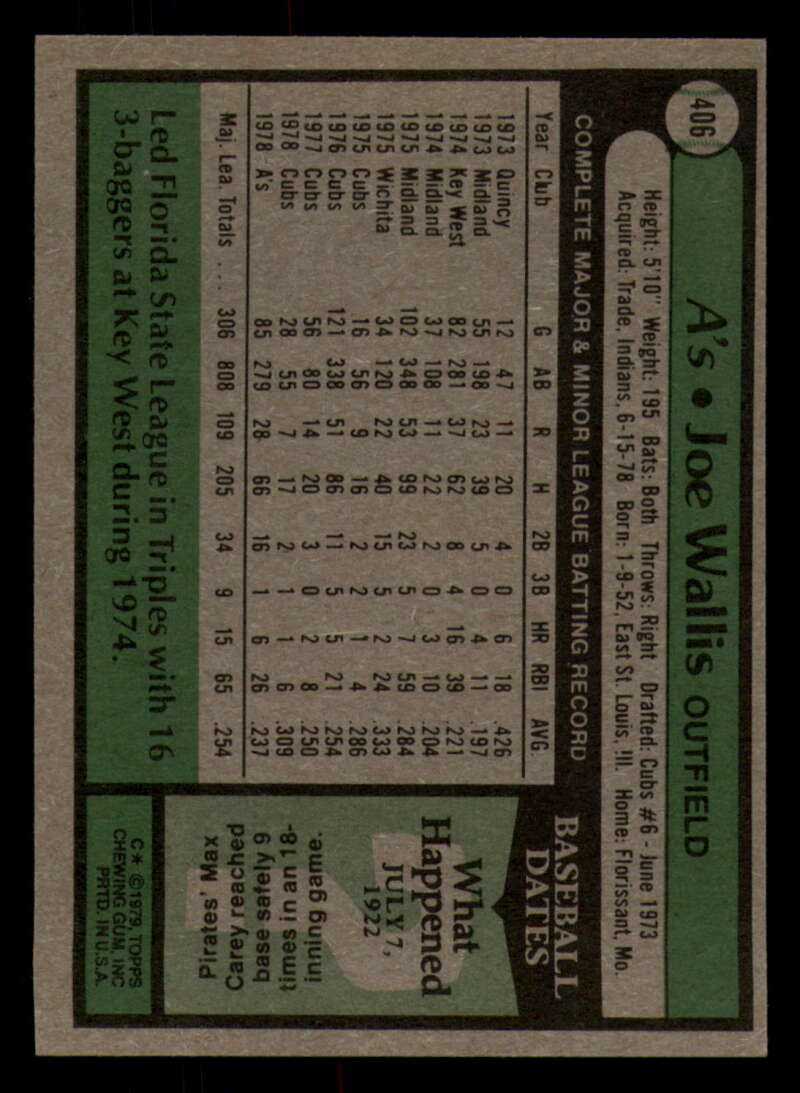 406
A's • Joe Wallis OUTFIELD
Height: 5'10" Weight: 195 Bats: Both Throws: Right Drafted: Cubs #6 - June 1973
Acquired: Trade, Indians, 6-15-78 Born: 1-9-52, East St. Louis, Ill. Home: Florissant, Mo.
COMPLETE MAJOR & MINOR LEAGUE BATTING RECORD
Year Club G AB R H 2B 3B HR RBI AVG.
1973 Quincy 12 47 11 20 4 0 6 18 .426
1973 Midland 55 198 23 39 5 0 4 11 .197
1974 Key West 82 281 37 62 8 4 16 39 .221
1974 Midland 37 108 11 22 2 0 3 10 .204
1975 Midland 102 348 53 99 23 5 7 59 .284
1975 Wichita 34 120 22 40 15 5 2 24 .333
1975 Cubs 16 56 9 16 2 2 1 4 .286
1976 Cubs 121 338 51 86 11 5 5 21 .254
1977 Cubs 56 80 14 20 3 0 2 8 .250
1978 Cubs 28 55 7 17 2 1 1 6 .309
1978 A's 85 279 28 66 16 1 6 26 .237
Maj. Lea. Totals . . . 306 808 109 205 34 9 15 65 .254
Led Florida State League in Triples with 16
3-baggers at Key West during 1974.
BASEBALL
DATES
What
Happened
JULY 7,
1922
Pirates' Max
Carey reached
base safely 9
times in an 18-
inning game.
C* ©1979, TOPPS
CHEWING GUM, INC
PRTD. IN U.S.A.